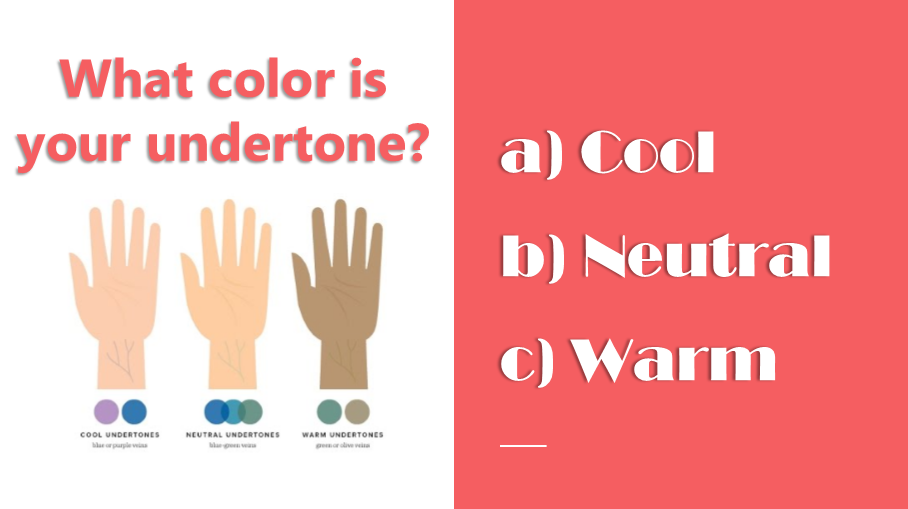 What color is
your undertone?
COOL UNDERTONES
blue or purple veins
NEUTRAL UNDERTONES
blue-green veins
WARM UNDERTONES
green or olive veins
a) Cool
b) Neutral
c) Warm